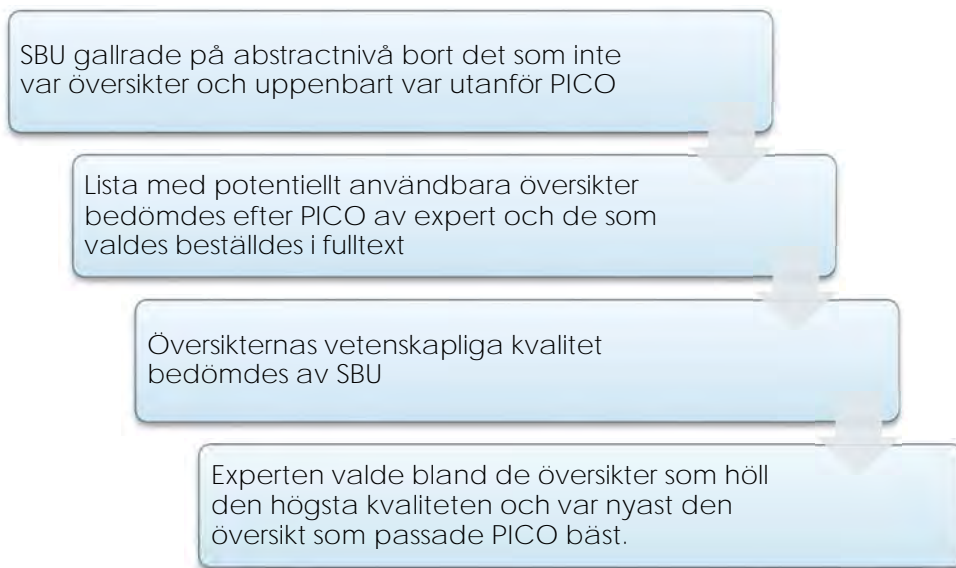 SBU gallrade på abstractnivå bort det som inte
var översikter och uppenbart var utanför PICO
Lista med potentiellt användbara översikter
bedömdes efter PICO av expert och de som
valdes beställdes i fulltext
Översikternas vetenskapliga kvalitet
bedömdes av SBU
Experten valde bland de översikter som höll
den högsta kvaliteten och var nyast den
översikt som passade PICO bäst.